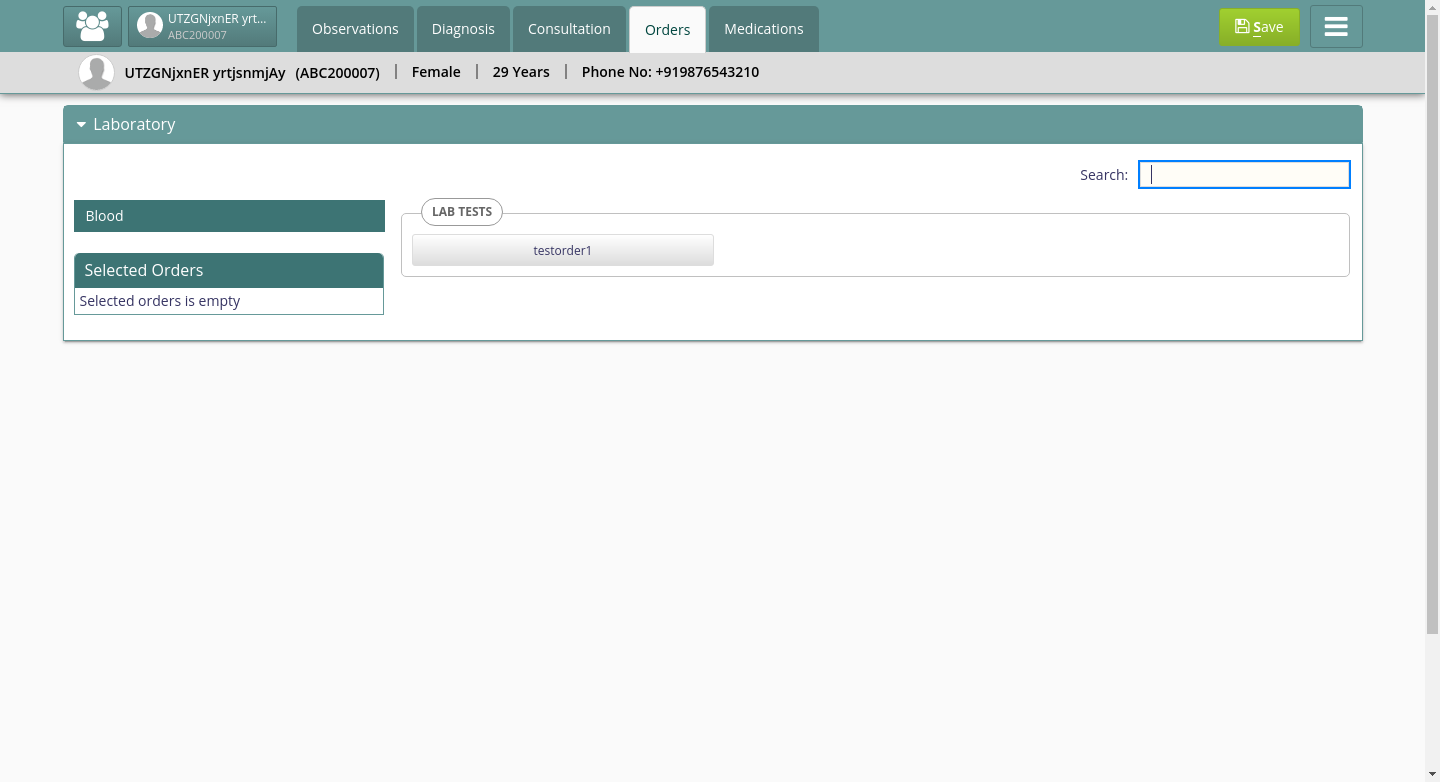 UTZGNjxnER yrt...
ABC200007
Observations
Diagnosis
Consultation
Orders
Medications
Save
UTZGNjxnER yrtjsnmjAy (ABC200007) | Female | 29 Years | Phone No: +919876543210
Laboratory
Search:
Blood
LAB TESTS
testorder1
Selected Orders
Selected orders is empty